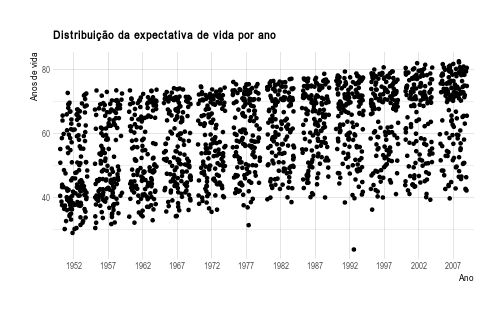 Distribuição da expectativa de vida por ano
Anos de vida
80
60
40
1952 1957 1962 1967 1972 1977 1982 1987 1992 1997 2002 2007
Ano